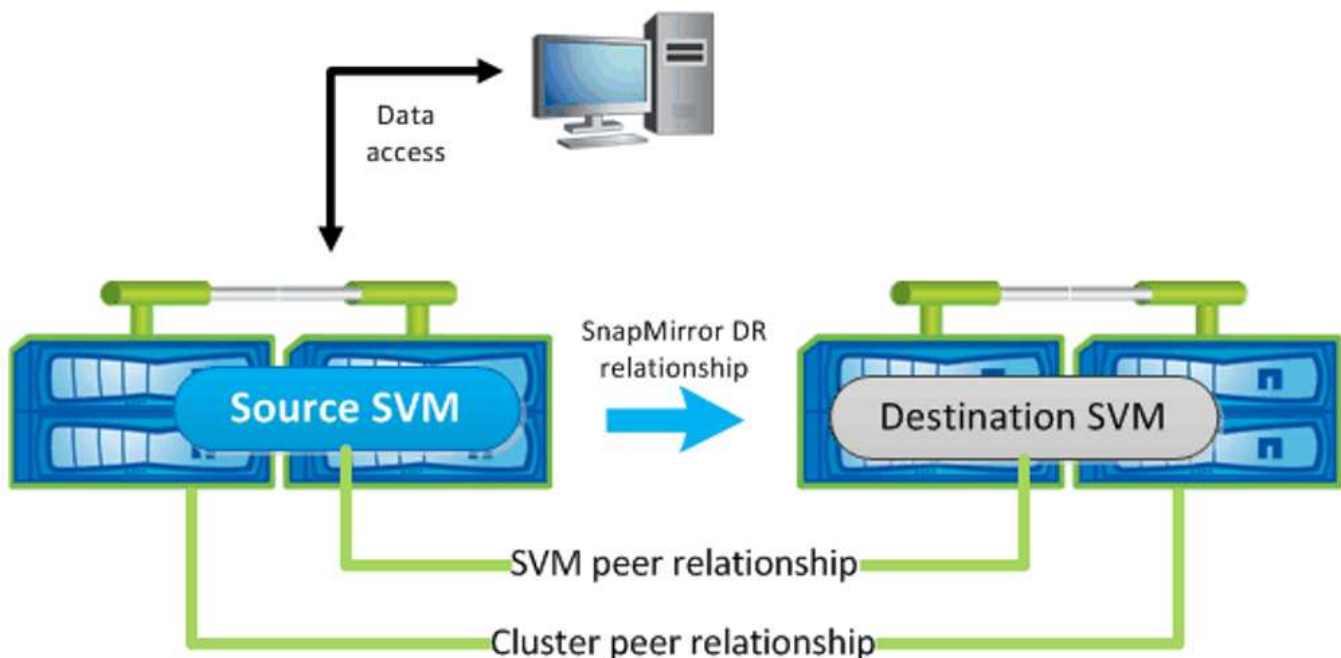 Data
access
SnapMirror DR
relationship
Source SVM
Destination SVM
SVM peer relationship
Cluster peer relationship